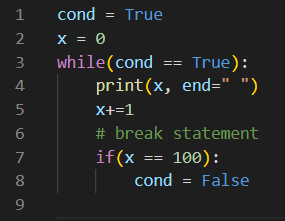 1 cond = True
2 x = 0
3 while(cond == True):
4     print(x, end=" ")
5     x+=1
6     # break statement
7     if(x == 100):
8         cond = False
9